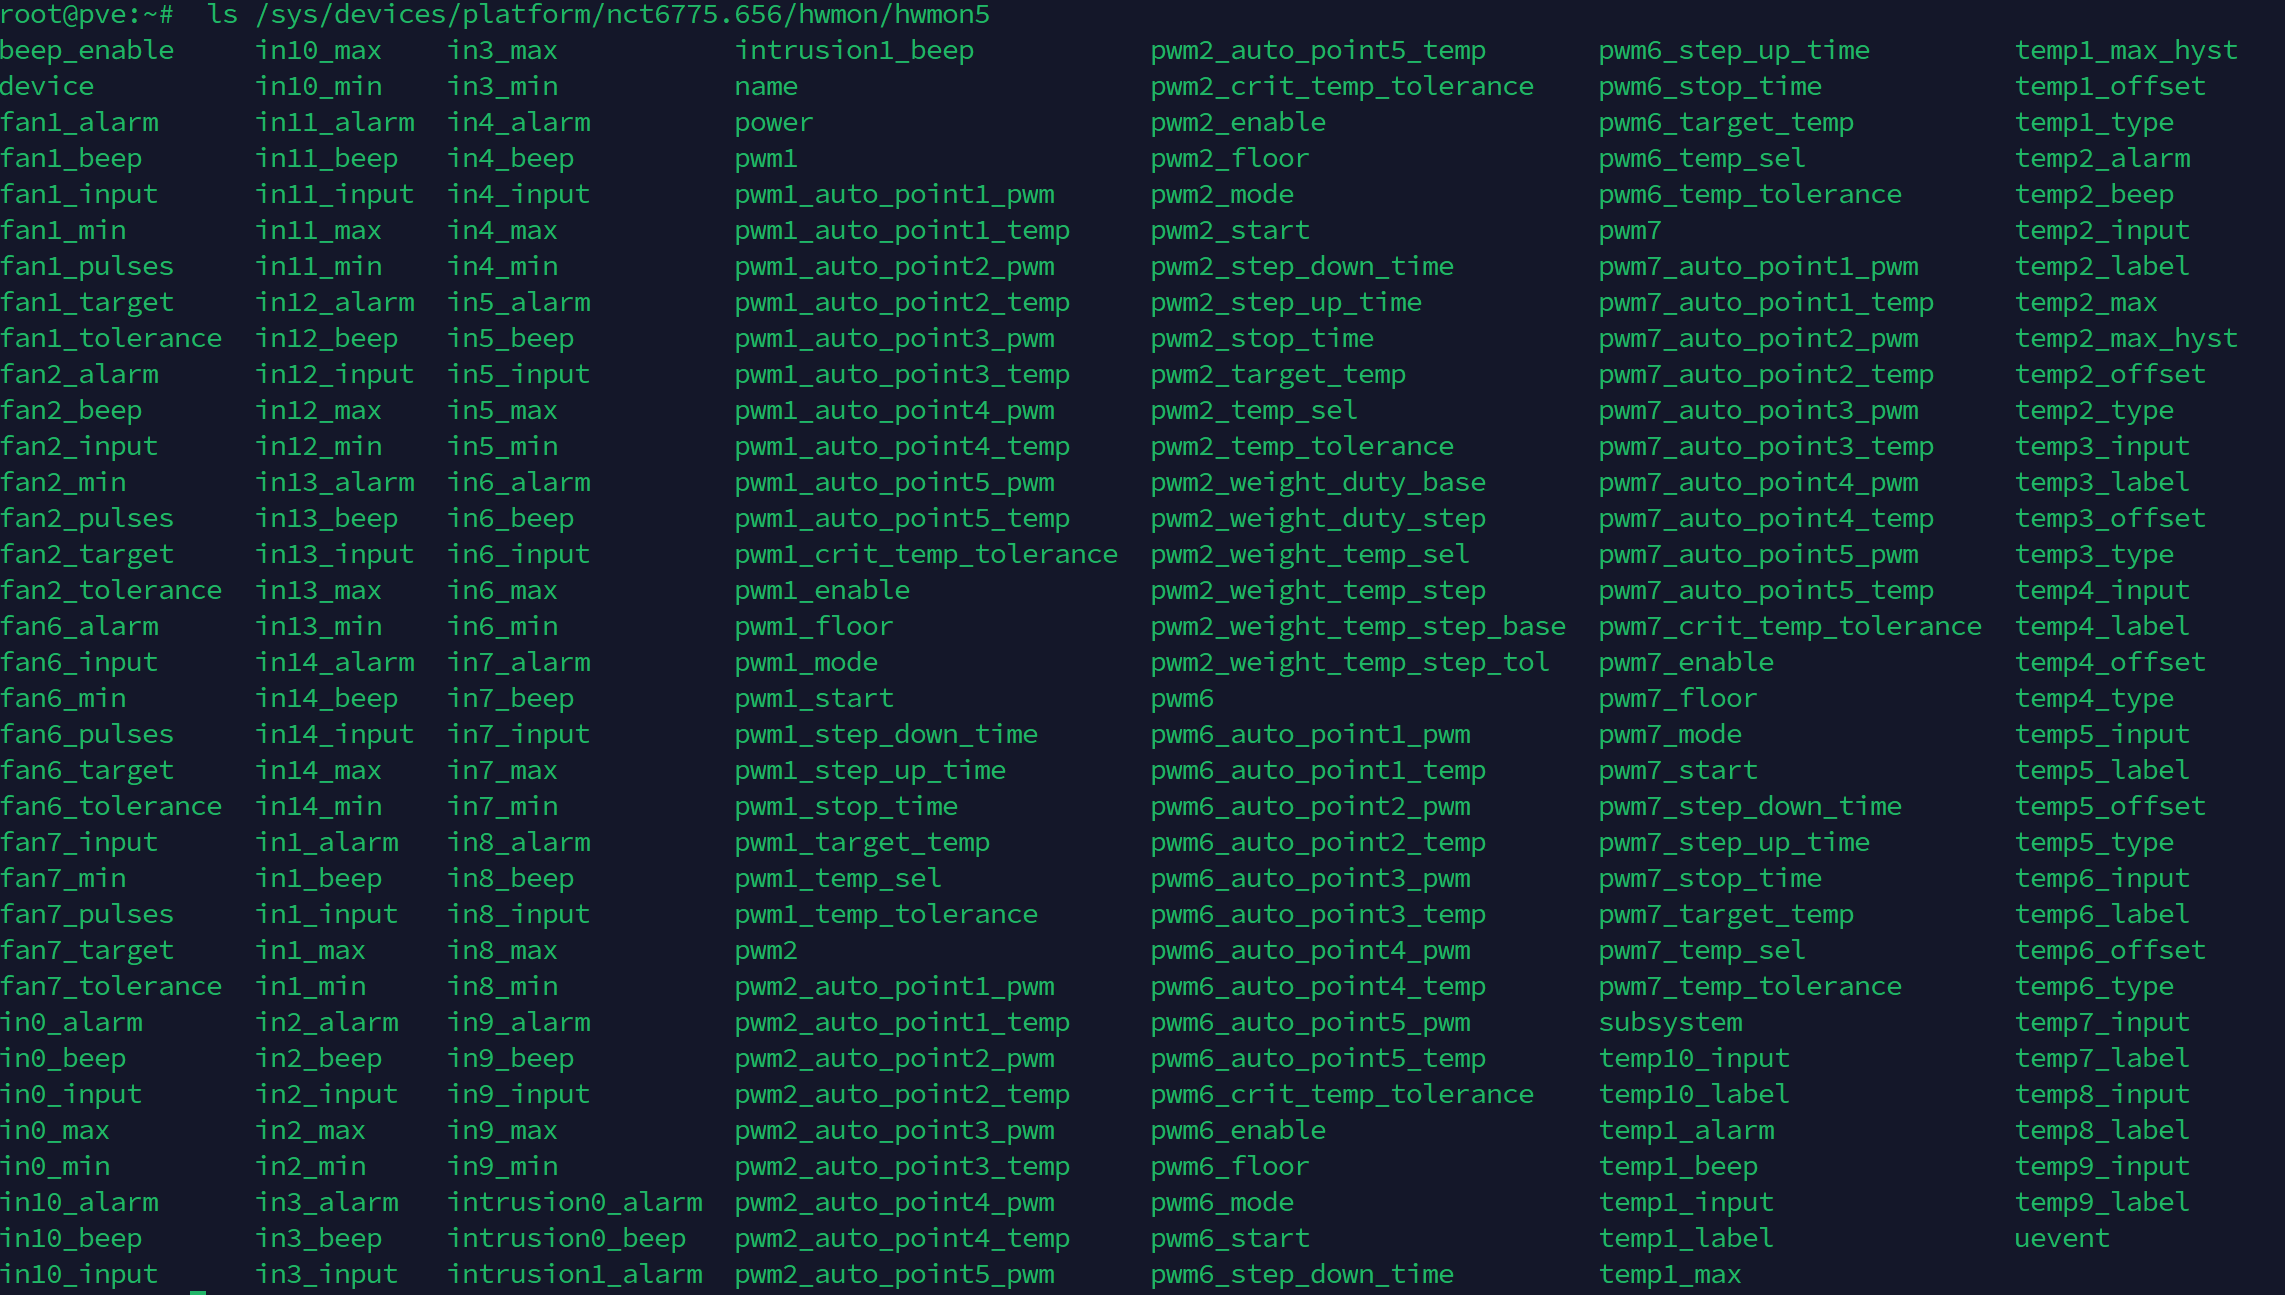 root@pve:~#  ls /sys/devices/platform/nct6775.656/hwmon/hwmon5
beep_enable     in10_max    in3_max           intrusion1_beep           pwm2_auto_point5_temp        pwm6_step_up_time        temp1_max_hyst
device          in10_min    in3_min           name                      pwm2_crit_temp_tolerance     pwm6_stop_time           temp1_offset
fan1_alarm      in11_alarm  in4_alarm         power                     pwm2_enable                  pwm6_target_temp         temp1_type
fan1_beep       in11_beep   in4_beep          pwm1                      pwm2_floor                   pwm6_temp_sel            temp2_alarm
fan1_input      in11_input  in4_input         pwm1_auto_point1_pwm      pwm2_mode                    pwm6_temp_tolerance      temp2_beep
fan1_min        in11_max    in4_max           pwm1_auto_point1_temp     pwm2_start                   pwm7                     temp2_input
fan1_pulses     in11_min    in4_min           pwm1_auto_point2_pwm      pwm2_step_down_time          pwm7_auto_point1_pwm     temp2_label
fan1_target     in12_alarm  in5_alarm         pwm1_auto_point2_temp     pwm2_step_up_time            pwm7_auto_point1_temp    temp2_max
fan1_tolerance  in12_beep   in5_beep          pwm1_auto_point3_pwm      pwm2_stop_time               pwm7_auto_point2_pwm     temp2_max_hyst
fan2_alarm      in12_input  in5_input         pwm1_auto_point3_temp     pwm2_target_temp             pwm7_auto_point2_temp    temp2_offset
fan2_beep       in12_max    in5_max           pwm1_auto_point4_pwm      pwm2_temp_sel                pwm7_auto_point3_pwm     temp2_type
fan2_input      in12_min    in5_min           pwm1_auto_point4_temp     pwm2_temp_tolerance          pwm7_auto_point3_temp    temp3_input
fan2_min        in13_alarm  in6_alarm         pwm1_auto_point5_pwm      pwm2_weight_duty_base        pwm7_auto_point4_pwm     temp3_label
fan2_pulses     in13_beep   in6_beep          pwm1_auto_point5_temp     pwm2_weight_duty_step        pwm7_auto_point4_temp    temp3_offset
fan2_target     in13_input  in6_input         pwm1_crit_temp_tolerance  pwm2_weight_temp_sel         pwm7_auto_point5_pwm     temp3_type
fan2_tolerance  in13_max    in6_max           pwm1_enable               pwm2_weight_temp_step        pwm7_auto_point5_temp    temp4_input
fan6_alarm      in13_min    in6_min           pwm1_floor                pwm2_weight_temp_step_base   pwm7_crit_temp_tolerance  temp4_label
fan6_input      in14_alarm  in7_alarm         pwm1_mode                 pwm2_weight_temp_step_tol    pwm7_enable              temp4_offset
fan6_min        in14_beep   in7_beep          pwm1_start                pwm6                         pwm7_floor               temp4_type
fan6_pulses     in14_input  in7_input         pwm1_step_down_time       pwm6_auto_point1_pwm         pwm7_mode                temp5_input
fan6_target     in14_max    in7_max           pwm1_step_up_time         pwm6_auto_point1_temp        pwm7_start               temp5_label
fan6_tolerance  in14_min    in7_min           pwm1_stop_time            pwm6_auto_point2_pwm         pwm7_step_down_time      temp5_offset
fan7_input      in1_alarm   in8_alarm         pwm1_target_temp          pwm6_auto_point2_temp        pwm7_step_up_time        temp5_type
fan7_min        in1_beep    in8_beep          pwm1_temp_sel             pwm6_auto_point3_pwm         pwm7_stop_time           temp6_input
fan7_pulses     in1_input   in8_input         pwm1_temp_tolerance       pwm6_auto_point3_temp        pwm7_target_temp         temp6_label
fan7_target     in1_max     in8_max           pwm2                      pwm6_auto_point4_pwm         pwm7_temp_sel            temp6_offset
fan7_tolerance  in1_min     in8_min           pwm2_auto_point1_pwm      pwm6_auto_point4_temp        pwm7_temp_tolerance      temp6_type
in0_alarm       in2_alarm   in9_alarm         pwm2_auto_point1_temp     pwm6_auto_point5_pwm         subsystem                temp7_input
in0_beep        in2_beep    in9_beep          pwm2_auto_point2_pwm      pwm6_auto_point5_temp        temp10_input             temp7_label
in0_input       in2_input   in9_input         pwm2_auto_point2_temp     pwm6_crit_temp_tolerance     temp10_label             temp8_input
in0_max         in2_max     in9_max           pwm2_auto_point3_pwm      pwm6_enable                  temp1_alarm              temp8_label
in0_min         in2_min     in9_min           pwm2_auto_point3_temp     pwm6_floor                   temp1_beep               temp9_input
in10_alarm      in3_alarm   intrusion0_alarm  pwm2_auto_point4_pwm      pwm6_mode                    temp1_input              temp9_label
in10_beep       in3_beep    intrusion0_beep   pwm2_auto_point4_temp     pwm6_start                   temp1_label              uevent
in10_input      in3_input   intrusion1_alarm  pwm2_auto_point5_pwm      pwm6_step_down_time          temp1_max